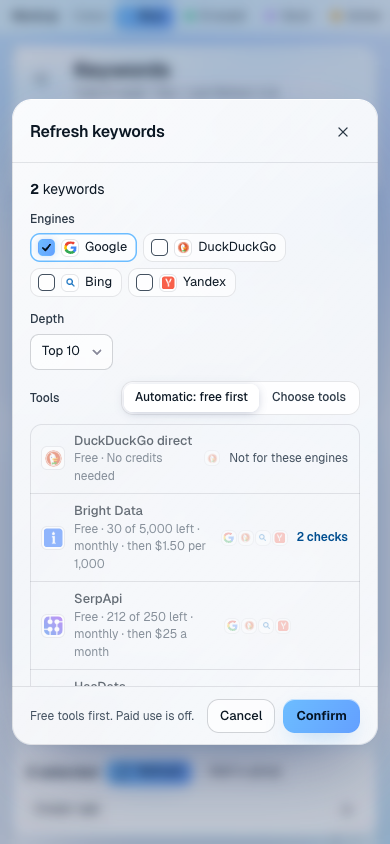 Keywords
Refresh keywords
2 keywords
Engines
Google
DuckDuckGo
Bing
Yandex
Depth
Top 10
Tools
Automatic: free first
Choose tools
DuckDuckGo direct
Free · No credits
needed
Not for these engines
Bright Data
Free · 30 of 5,000 left ·
monthly · then $1.50 per
1,000
2 checks
SerpApi
Free · 212 of 250 left ·
monthly · then $25 a
month
Free tools first. Paid use is off.
Cancel
Confirm